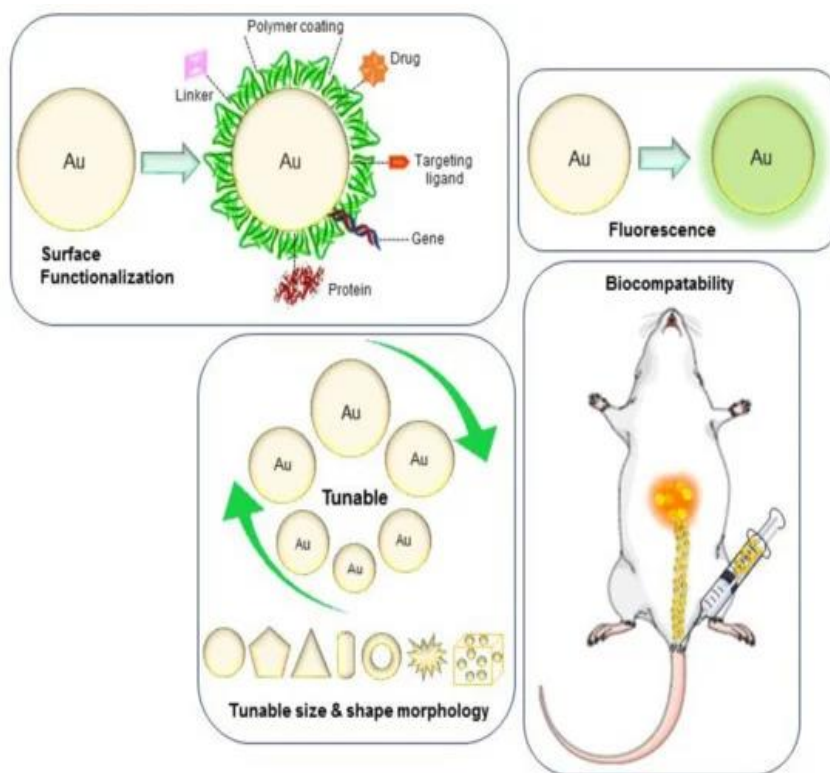 Polymer coating
Drug
Linker
Au
Au
Targeting
ligand
Gene
Protein
Surface
Functionalization
Au
Au
Fluorescence
Biocompatability
Au
Au
Au
Tunable
Au
Au
Au
Tunable size & shape morphology